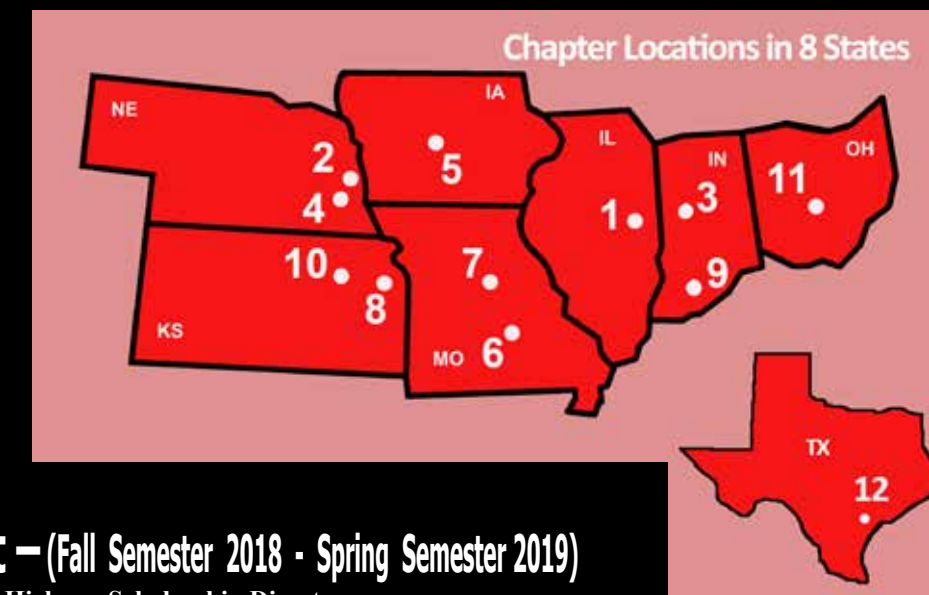 Chapter Locations in 8 States
NE
IA
IL
IN
OH
2
5
11
4
1
3
10
7
9
8
KS
MO 6
TX
12
– (Fall Semester 2018 - Spring Semester 2019)